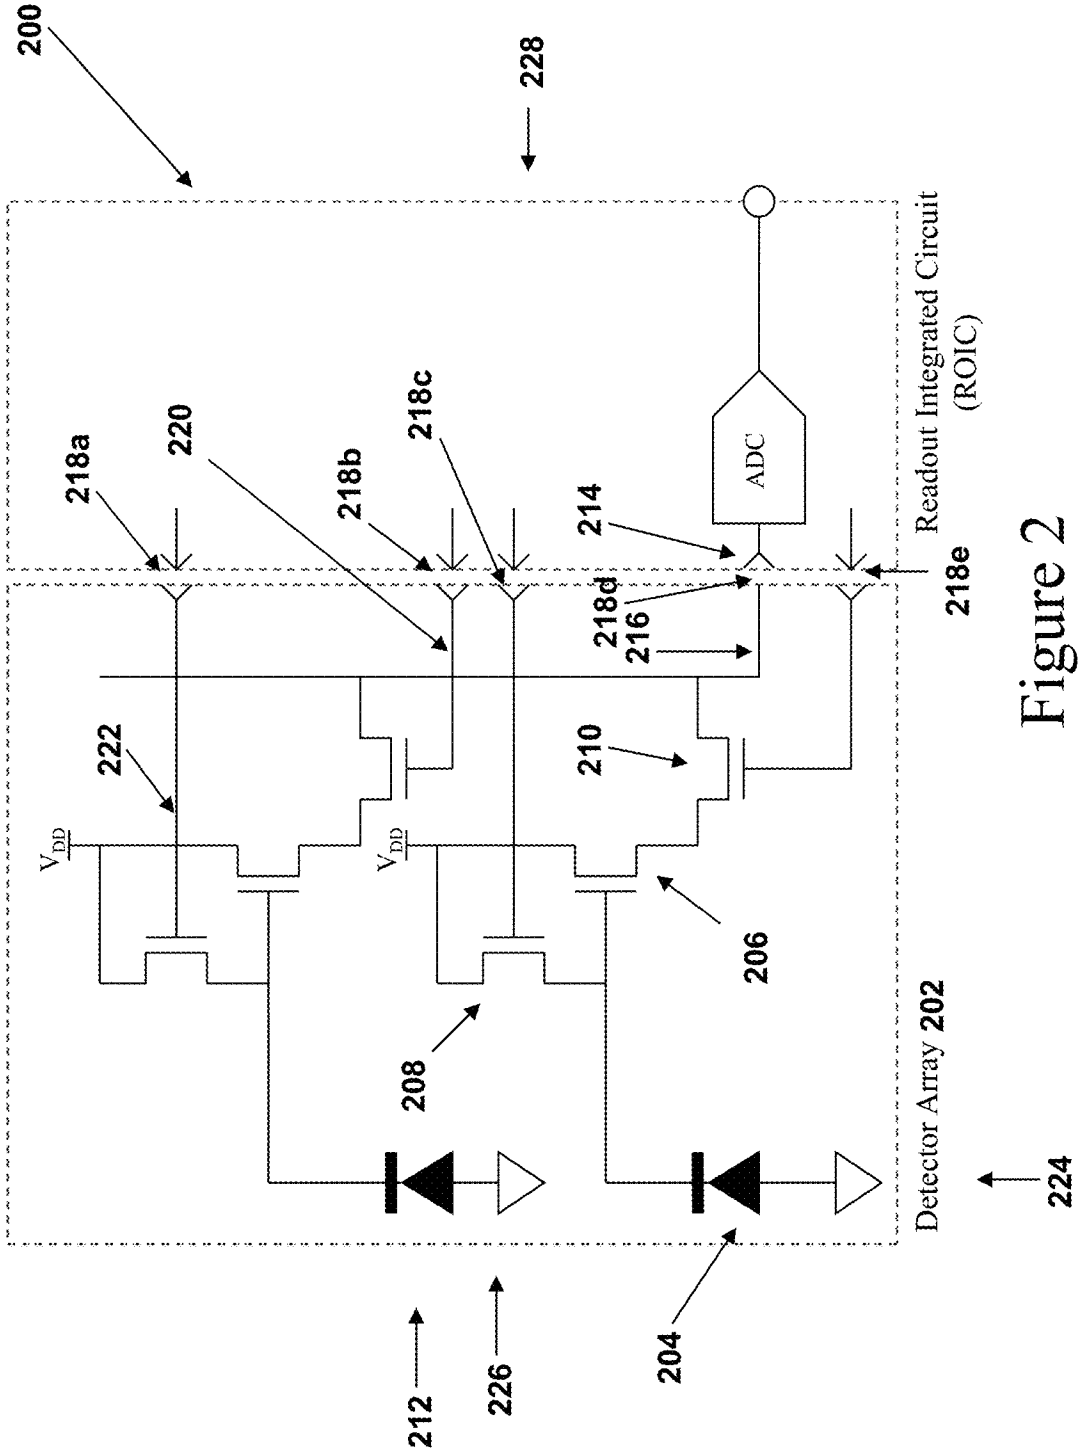 200
228
218a
220
218b
218c
214
218d
216
ADC
218e
Readout Integrated Circuit
(ROIC)
222
210
VDD
VDD
208
206
Detector Array 202
212
226
204
224
Figure 2